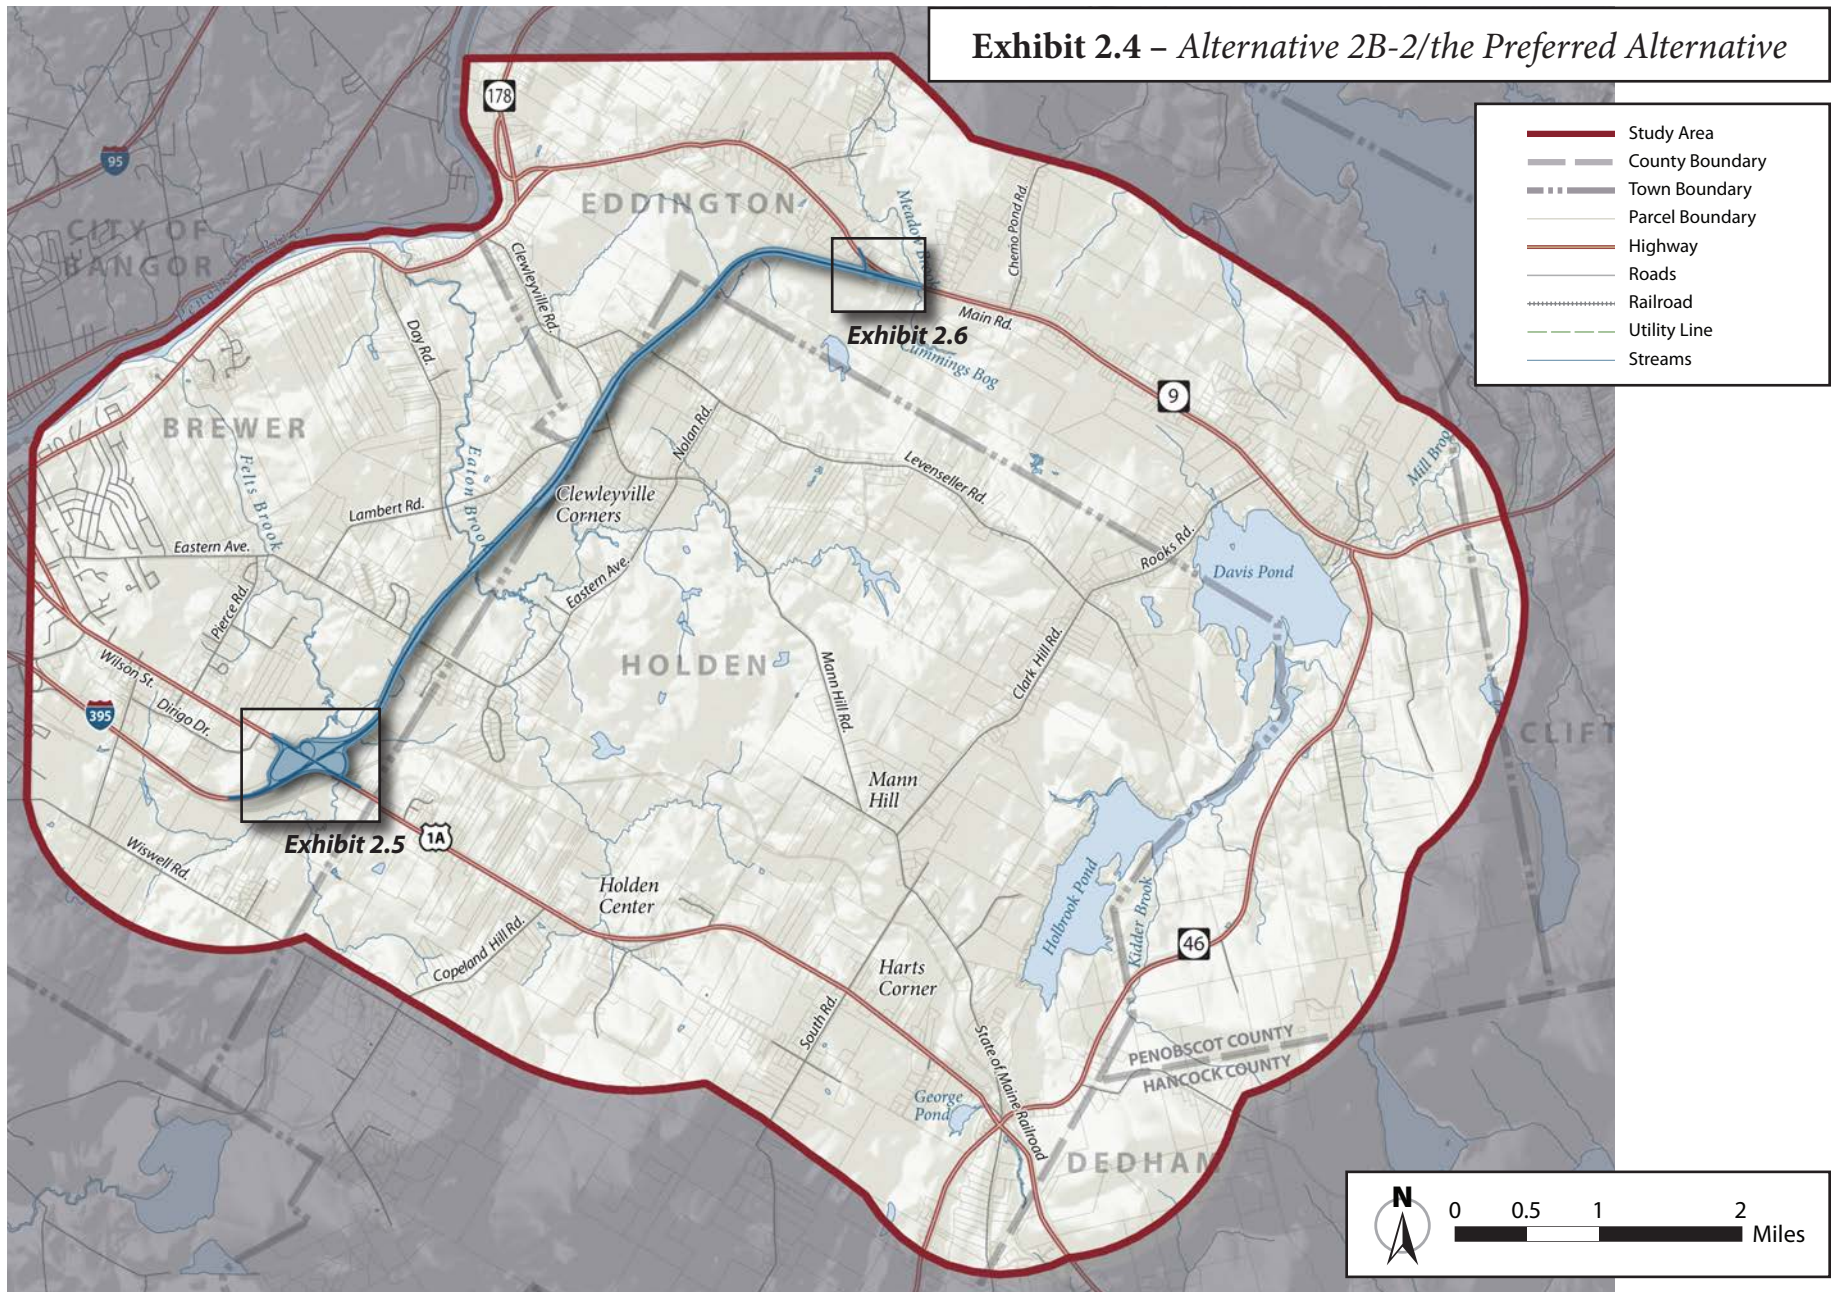 Exhibit 2.4 – Alternative 2B-2/the Preferred Alternative
Study Area
County Boundary
Town Boundary
Parcel Boundary
Highway
Roads
Railroad
Utility Line
Streams
178
95
CITY OF
BANGOR
EDDINGTON
Meadow Brook
Chemo Pond Rd.
Clewleyville Rd.
Day Rd.
Main Rd.
Exhibit 2.6
Cummings Bog
9
BREWER
Felts Brook
Eaton Brook
Nolan Rd.
Levenseller Rd.
Mill Broo
Lambert Rd.
Clewleyville
Corners
Eastern Ave.
Eastern Ave.
Rooks Rd.
Davis Pond
Pierce Rd.
HOLDEN
Mann Hill Rd.
Clark Hill Rd.
Wilson St.
Dirigo Dr.
395
CLIFT
Mann
Hill
Exhibit 2.5
1A
Wiswell Rd.
Holden
Center
Holbrook Pond
Kidder Brook
Copeland Hill Rd.
46
Harts
Corner
South Rd.
State of Maine Railroad
PENOBSCOT COUNTY
HANCOCK COUNTY
George
Pond
DEDHAM
N
0 0.5 1 2
Miles